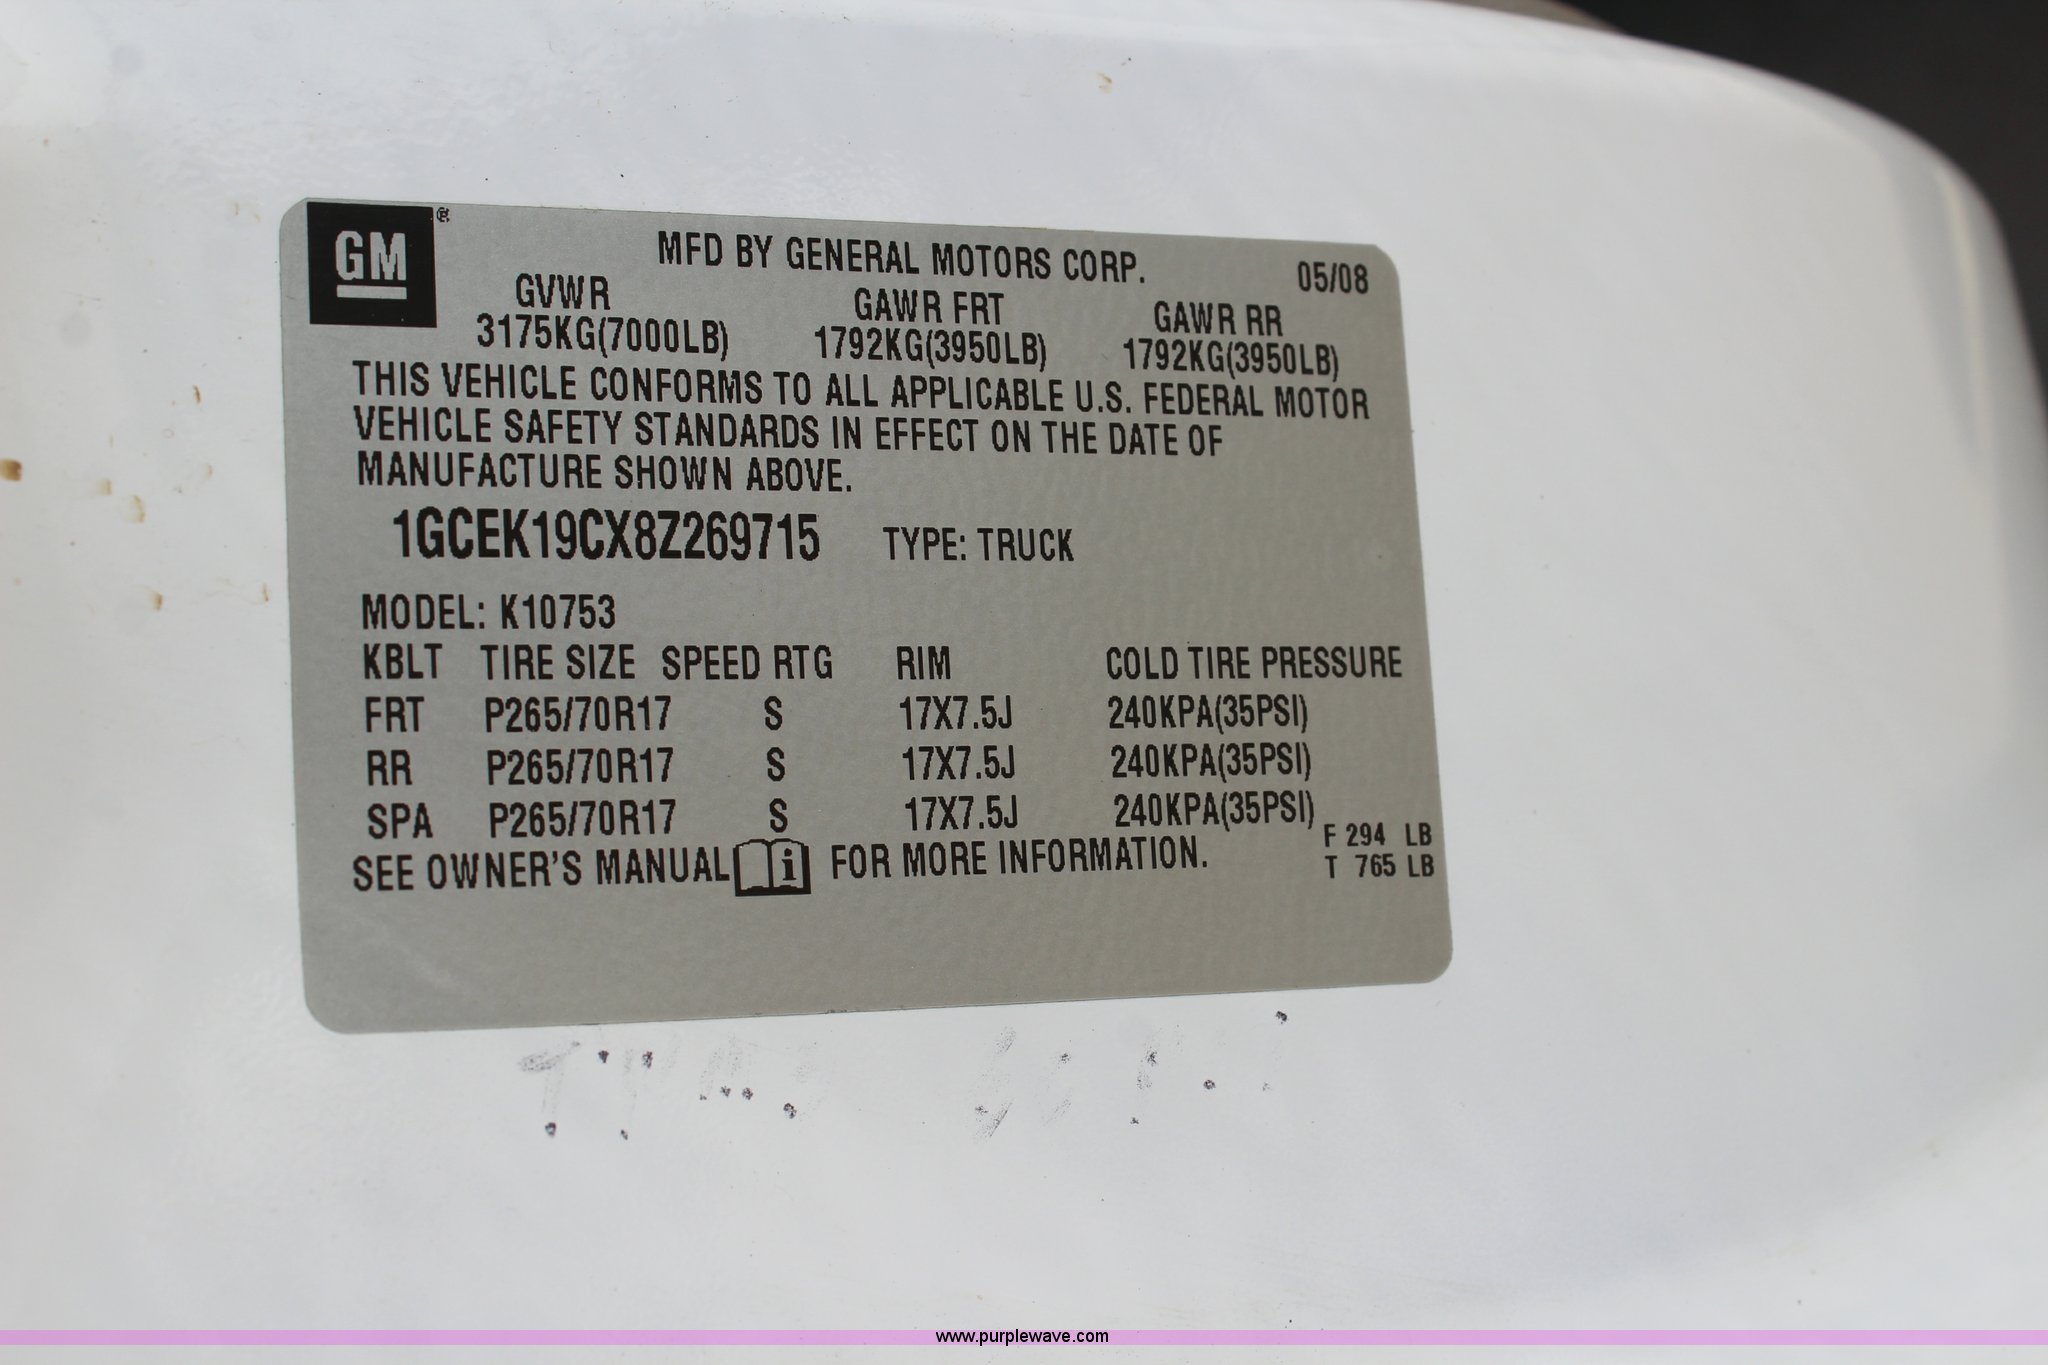 GM ®
MFD BY GENERAL MOTORS CORP. 05/08
GVWR GAWR FRT GAWR RR
3175KG(7000LB) 1792KG(3950LB) 1792KG(3950LB)
THIS VEHICLE CONFORMS TO ALL APPLICABLE U.S. FEDERAL MOTOR
VEHICLE SAFETY STANDARDS IN EFFECT ON THE DATE OF
MANUFACTURE SHOWN ABOVE.
1GCEK19CX8Z269715 TYPE: TRUCK
MODEL: K10753
KBLT TIRE SIZE SPEED RTG RIM COLD TIRE PRESSURE
FRT P265/70R17 S 17X7.5J 240KPA(35PSI)
RR P265/70R17 S 17X7.5J 240KPA(35PSI)
SPA P265/70R17 S 17X7.5J 240KPA(35PSI)
SEE OWNER'S MANUAL i FOR MORE INFORMATION.
F 294 LB
T 765 LB
www.purplewave.com